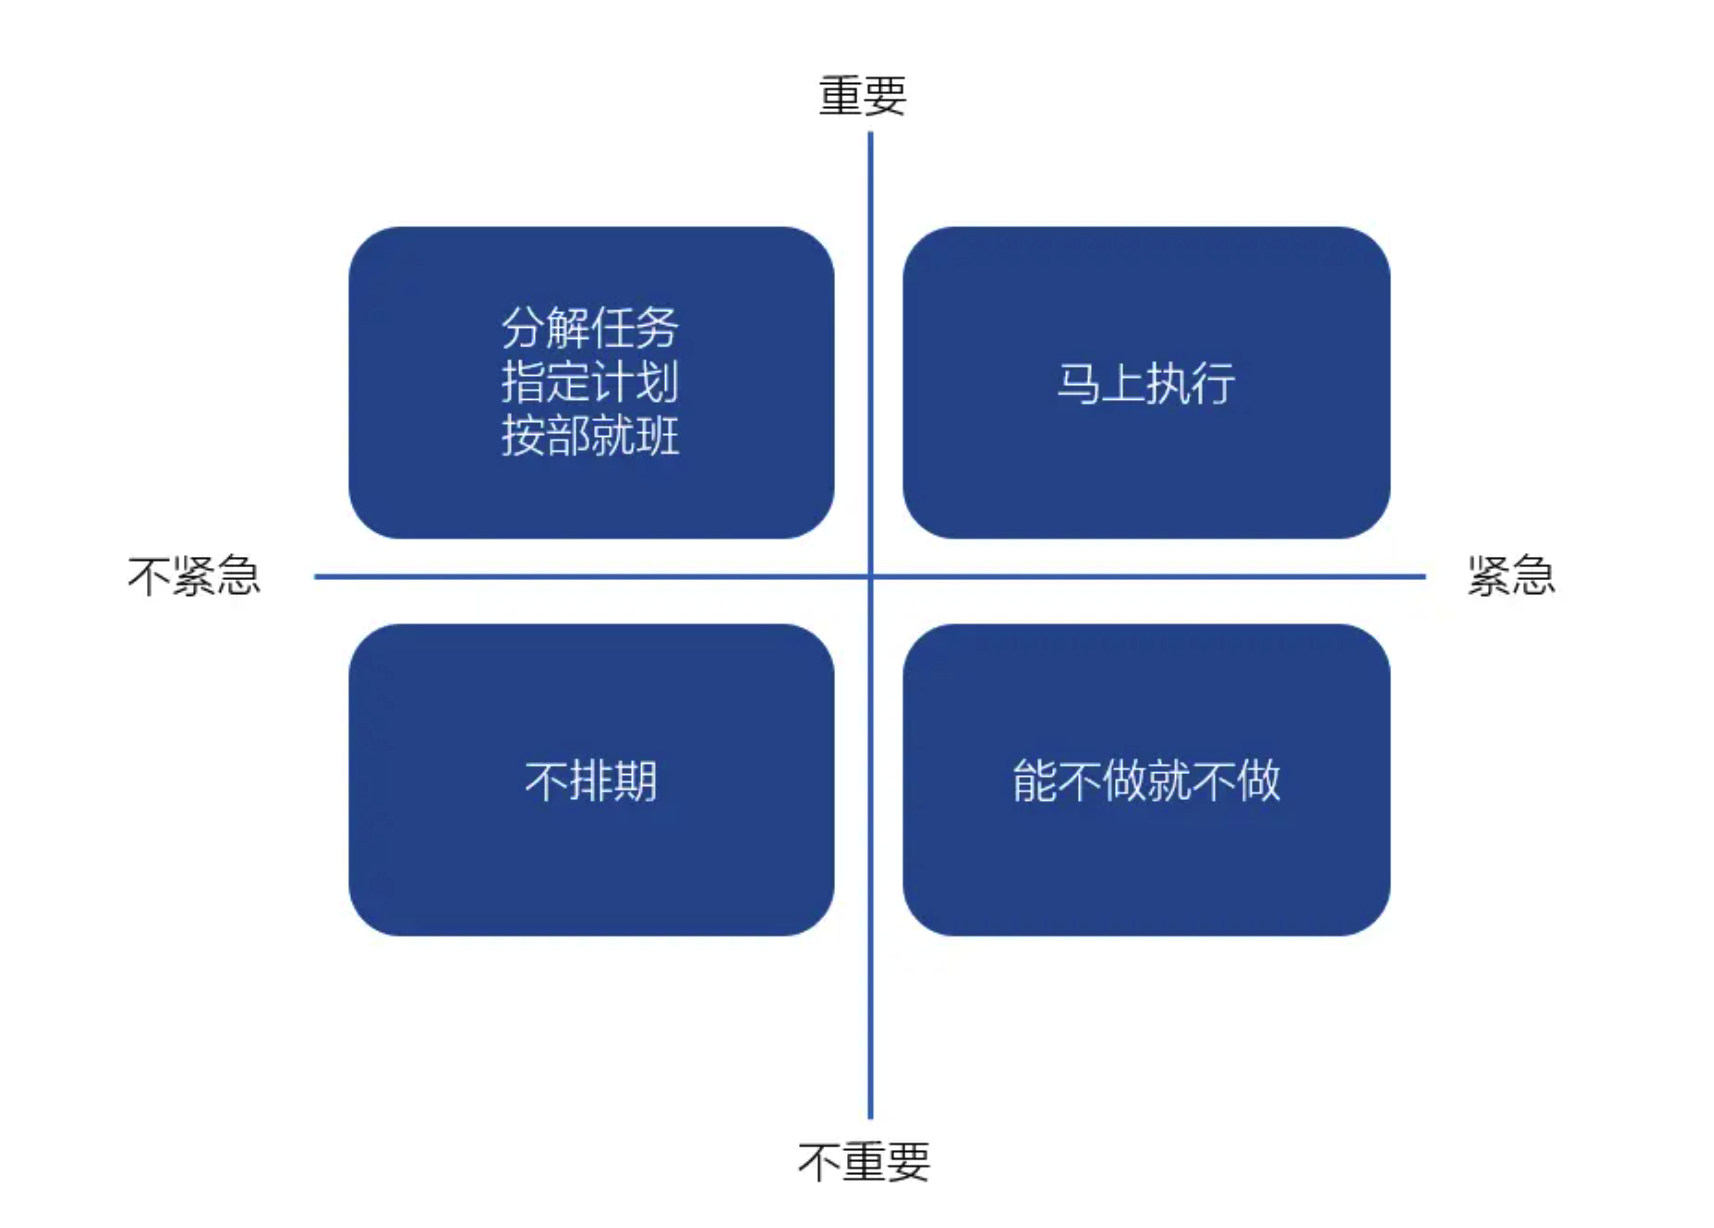 重要
分解任务
指定计划
按部就班
马上执行
不紧急
紧急
不排期
能不做就不做
不重要